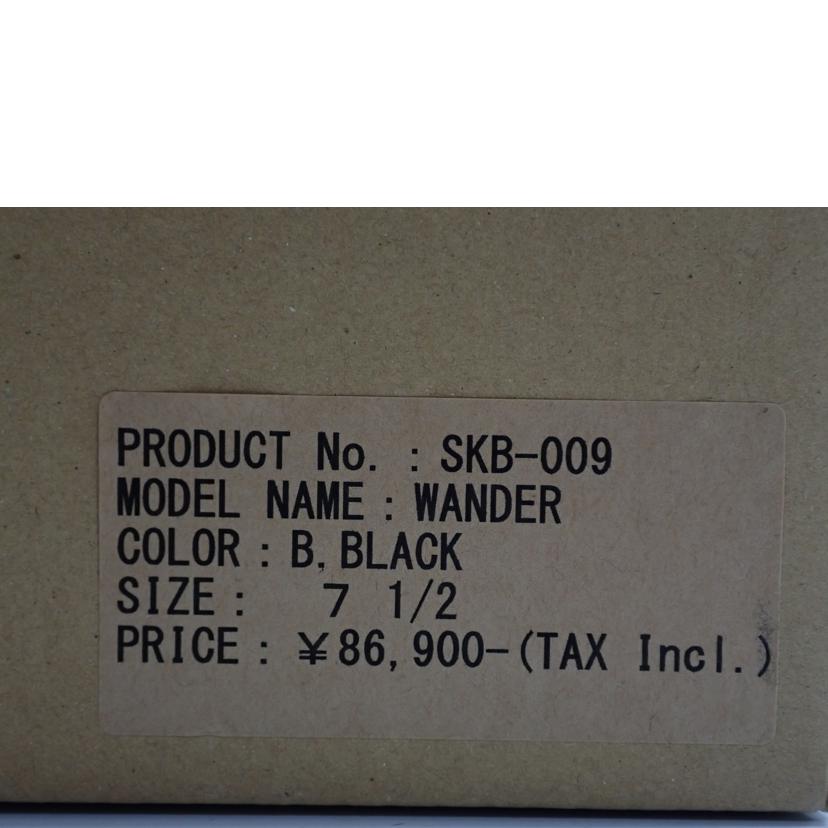 PRODUCT No. : SKB-009
MODEL NAME : WANDER
COLOR : B.BLACK
SIZE : 7 1/2
PRICE : ¥86,900-(TAX Incl.)